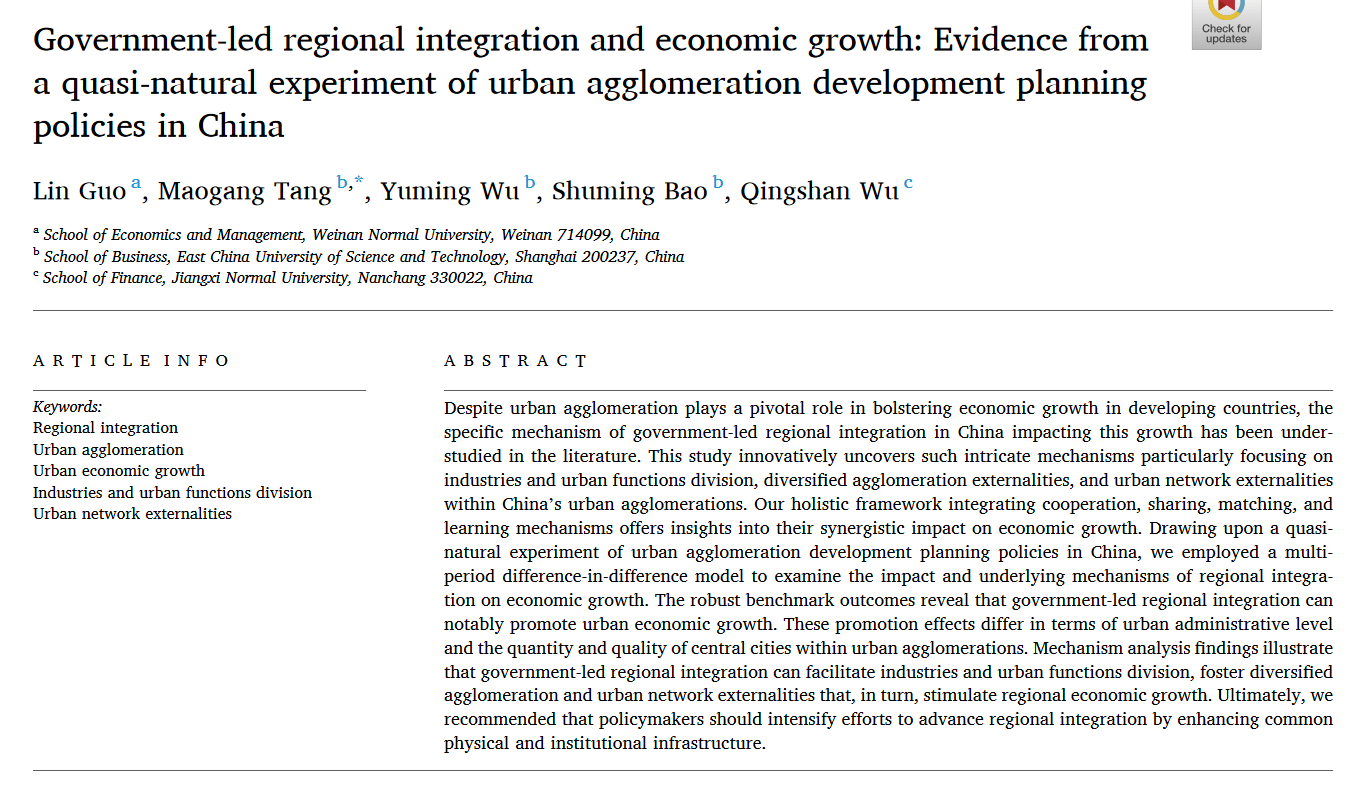 Check for
updates
Government-led regional integration and economic growth: Evidence from
a quasi-natural experiment of urban agglomeration development planning
policies in China
Lin Guo a, Maogang Tang b,*, Yuming Wu b, Shuming Bao b, Qingshan Wu c
a School of Economics and Management, Weinan Normal University, Weinan 714099, China
b School of Business, East China University of Science and Technology, Shanghai 200237, China
c School of Finance, Jiangxi Normal University, Nanchang 330022, China
A R T I C L E I N F O
Keywords:
Regional integration
Urban agglomeration
Urban economic growth
Industries and urban functions division
Urban network externalities
A B S T R A C T
Despite urban agglomeration plays a pivotal role in bolstering economic growth in developing countries, the
specific mechanism of government-led regional integration in China impacting this growth has been under-
studied in the literature. This study innovatively uncovers such intricate mechanisms particularly focusing on
industries and urban functions division, diversified agglomeration externalities, and urban network externalities
within China's urban agglomerations. Our holistic framework integrating cooperation, sharing, matching, and
learning mechanisms offers insights into their synergistic impact on economic growth. Drawing upon a quasi-
natural experiment of urban agglomeration development planning policies in China, we employed a multi-
period difference-in-difference model to examine the impact and underlying mechanisms of regional integra-
tion on economic growth. The robust benchmark outcomes reveal that government-led regional integration can
notably promote urban economic growth. These promotion effects differ in terms of urban administrative level
and the quantity and quality of central cities within urban agglomerations. Mechanism analysis findings illustrate
that government-led regional integration can facilitate industries and urban functions division, foster diversified
agglomeration and urban network externalities that, in turn, stimulate regional economic growth. Ultimately, we
recommended that policymakers should intensify efforts to advance regional integration by enhancing common
physical and institutional infrastructure.